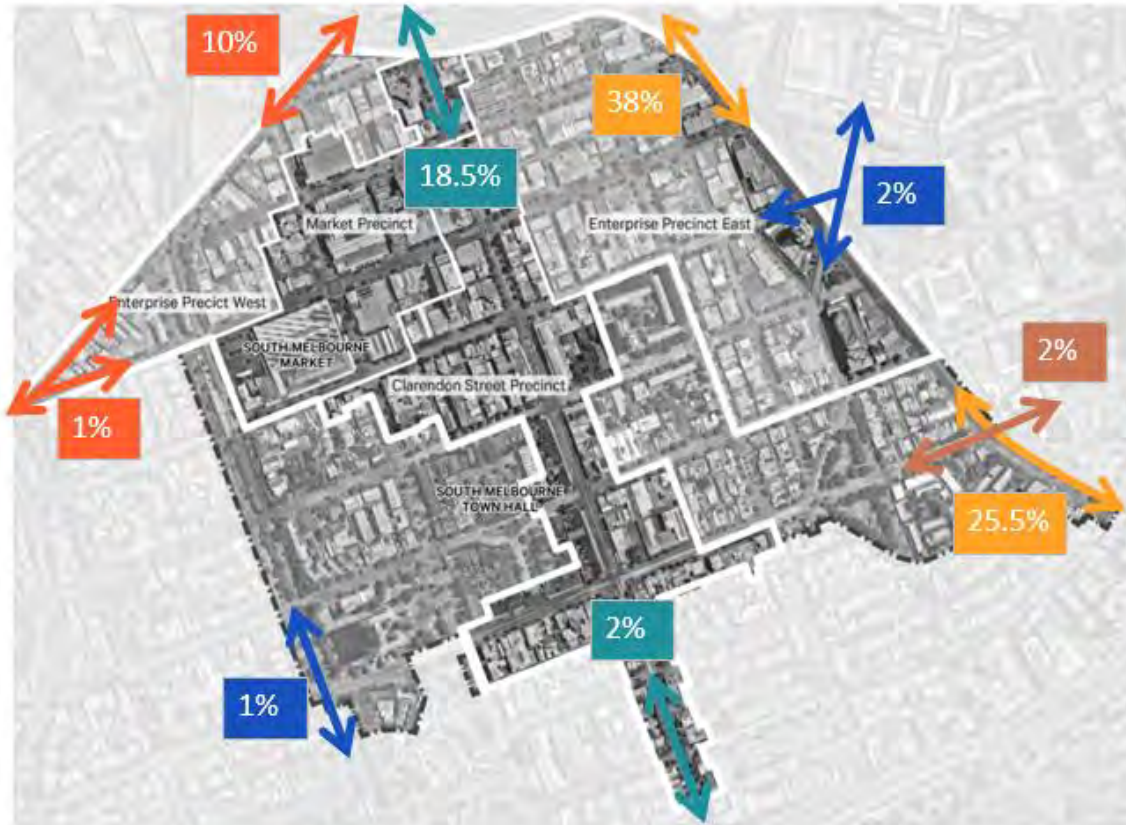 10%
38%
18.5%
2%
Market Precinct
Enterprise Precinct East
Enterprise Precict West
SOUTH MELBOURNE
MARKET
2%
Clarendon Street Precinct
1%
SOUTH MELBOURNE
TOWN HALL
25.5%
2%
1%